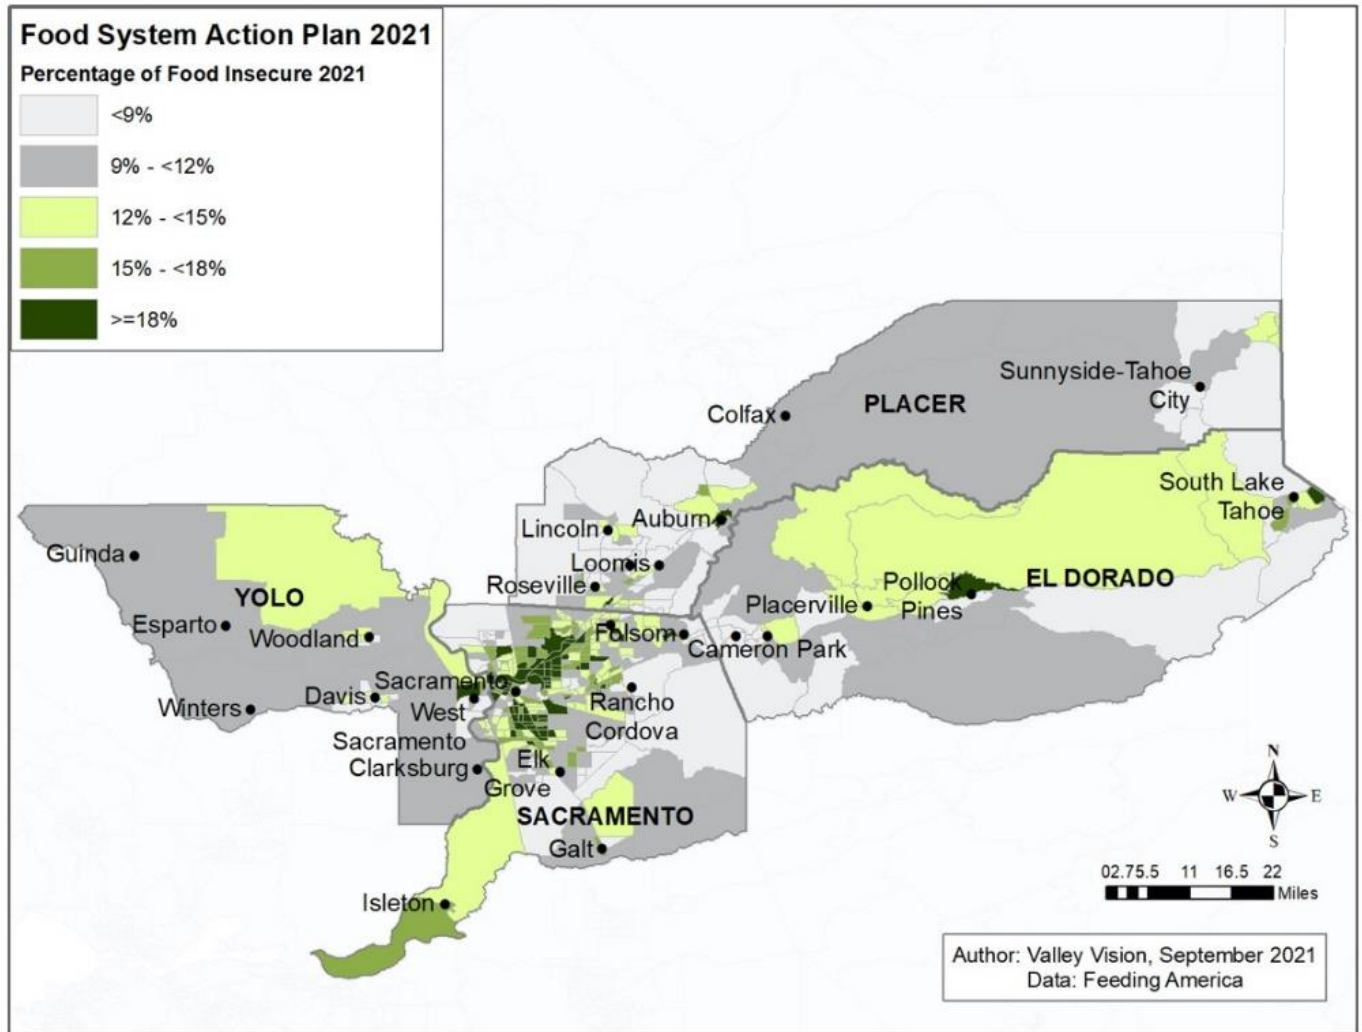 Food System Action Plan 2021
Percentage of Food Insecure 2021
<9%
9% - <12%
12% - <15%
15% - <18%
>=18%
Sunnyside-Tahoe
City
PLACER
Colfax
South Lake
Tahoe
Auburn
Lincoln
Loomis
Roseville
Guinda
YOLO
Esparto
Woodland
Pollock
Pines
EL DORADO
Placerville
Folsom
Cameron Park
Sacramento
Davis
West
Sacramento
Winters
Rancho
Cordova
Clarksburg
Elk
Grove
SACRAMENTO
Galt
Isleton
N
W E
S
02.75.5 11 16.5 22
Miles
Author: Valley Vision, September 2021
Data: Feeding America